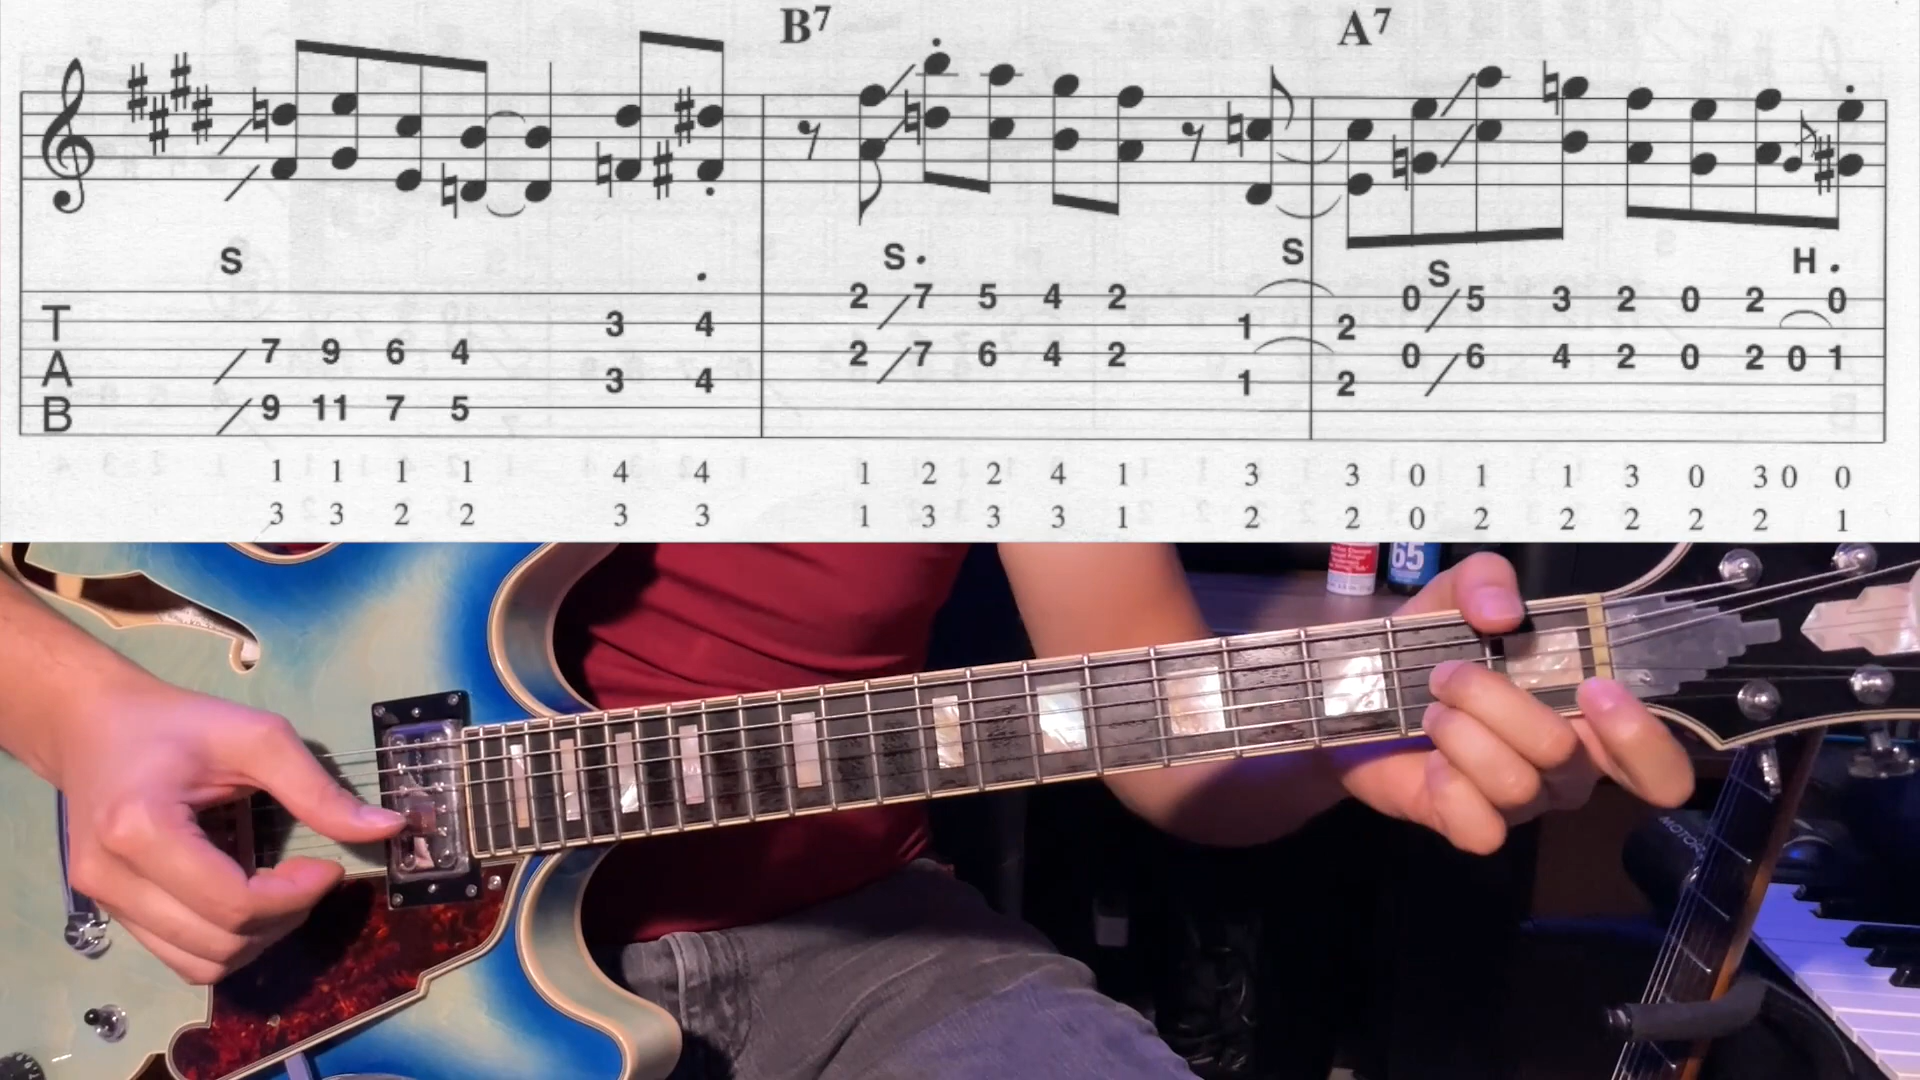 B7 A7
S S . S S H .
2 7 5 4 2 0 5 3 2 0 2 0
T 3 4 1 2
7 9 6 4 2 7 6 4 2 0 6 4 2 0 2 0 1
A 3 4 1 2
B 9 11 7 5
1 1 1 1 4 4 1 2 2 4 1 3 3 0 1 1 3 0 3 0 0
3 3 2 2 3 3 1 3 3 3 1 2 2 0 2 2 2 2 2 1
65
MOTOR